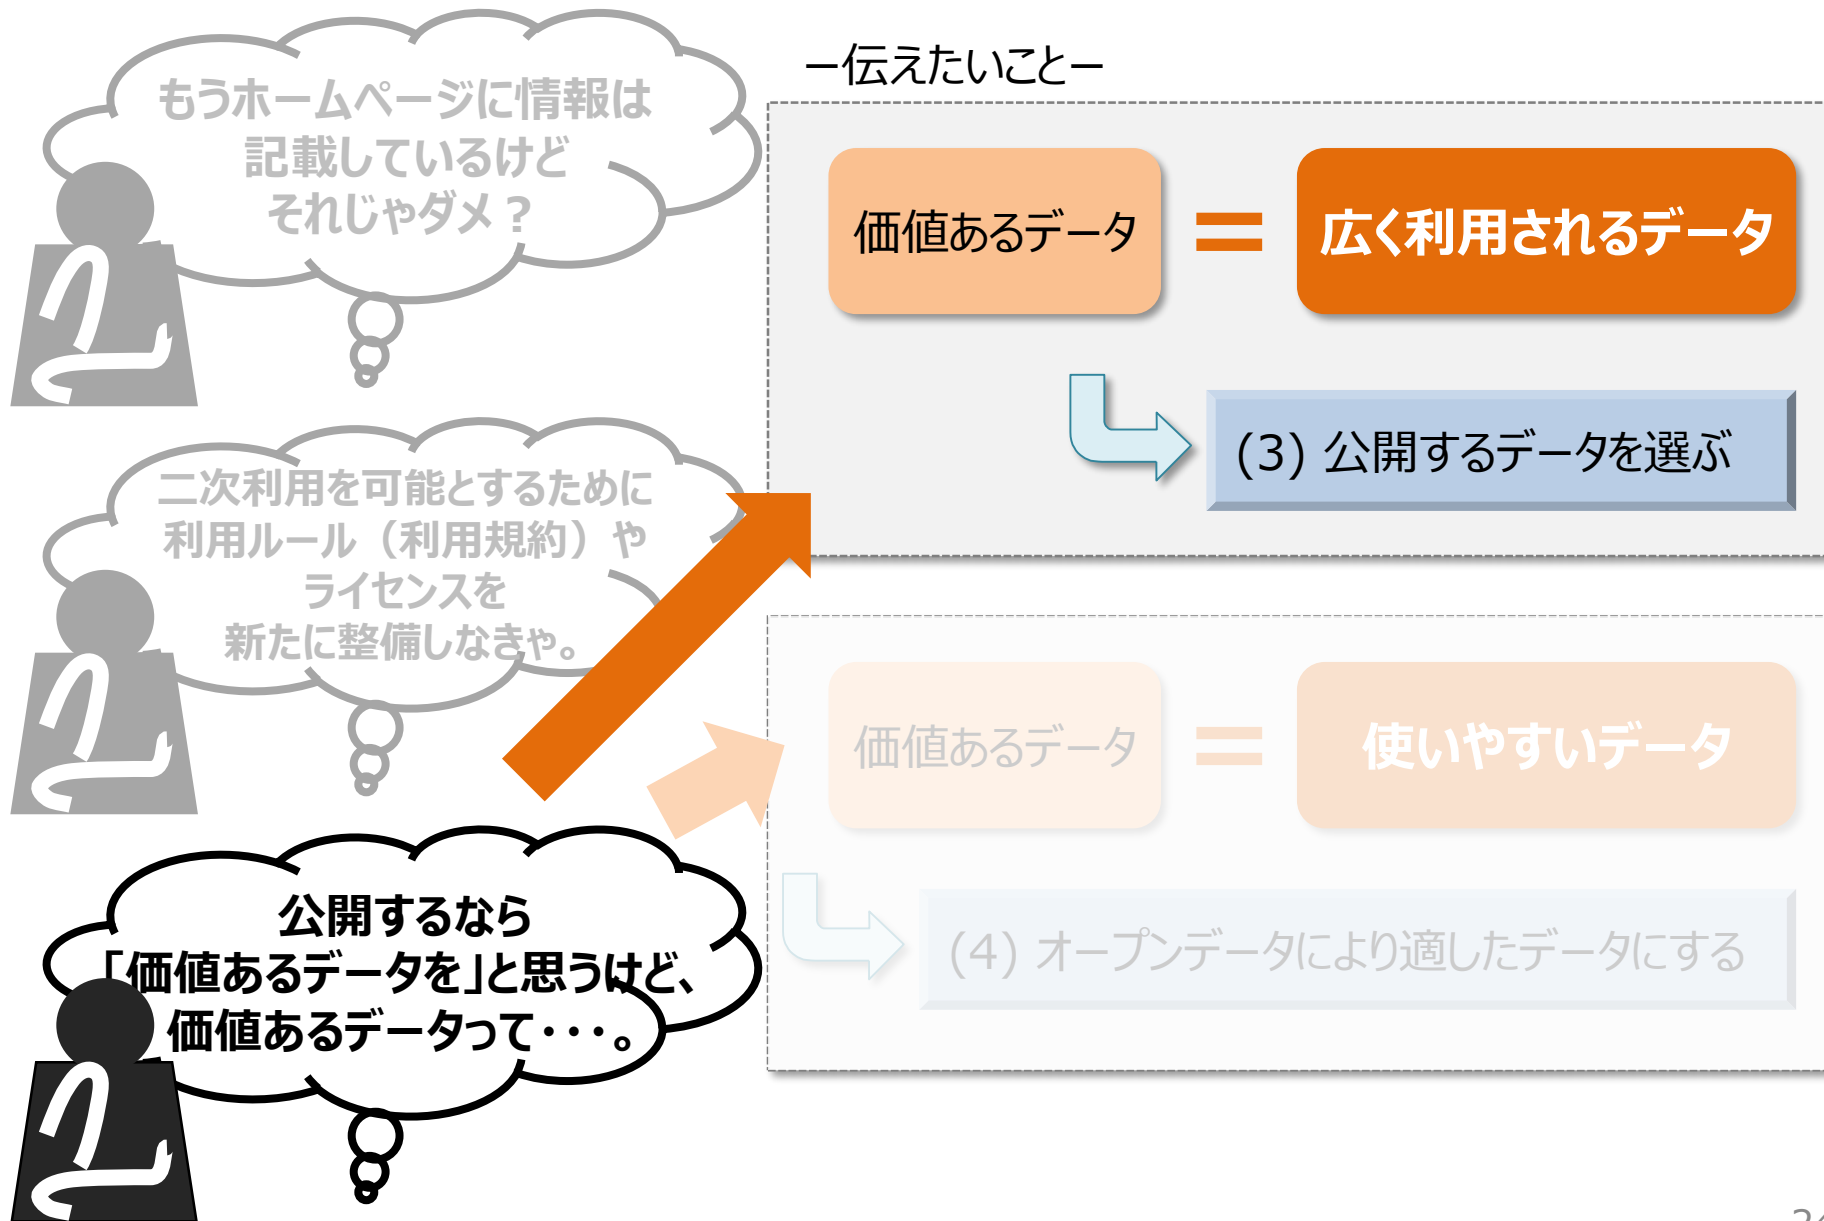 もうホームページに情報は
記載しているけど
それじゃダメ？
二次利用を可能とするために
利用ルール（利用規約）や
ライセンスを
新たに整備しなきゃ。
公開するなら
「価値あるデータを」と思うけど、
価値あるデータって・・・。
ー伝えたいことー
価値あるデータ ＝ 広く利用されるデータ
(3) 公開するデータを選ぶ
価値あるデータ ＝ 使いやすいデータ
(4) オープンデータにより適したデータにする